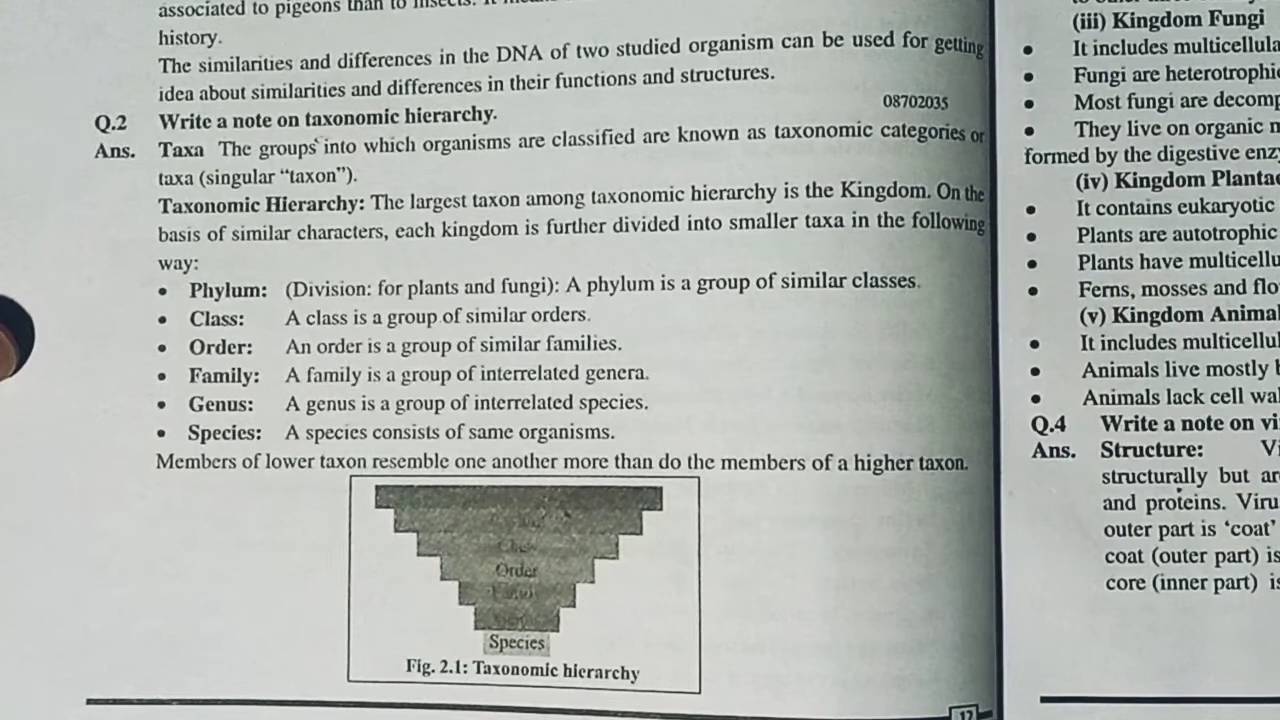 associated to pigeons than to insects. It
history.
The similarities and differences in the DNA of two studied organism can be used for getting
idea about similarities and differences in their functions and structures.
08702035
Q.2 Write a note on taxonomic hierarchy.
Ans. Taxa The groups into which organisms are classified are known as taxonomic categories or
taxa (singular “taxon”).
Taxonomic Hierarchy: The largest taxon among taxonomic hierarchy is the Kingdom. On the
basis of similar characters, each kingdom is further divided into smaller taxa in the following
way:
• Phylum: (Division: for plants and fungi): A phylum is a group of similar classes.
• Class: A class is a group of similar orders.
• Order: An order is a group of similar families.
• Family: A family is a group of interrelated genera.
• Genus: A genus is a group of interrelated species.
• Species: A species consists of same organisms.
Members of lower taxon resemble one another more than do the members of a higher taxon.
Class
Order
Family
Species
Fig. 2.1: Taxonomic hierarchy
17
(iii) Kingdom Fungi
• It includes multicellula
• Fungi are heterotrophi
• Most fungi are decomp
• They live on organic
formed by the digestive enz
(iv) Kingdom Plantae
• It contains eukaryotic
• Plants are autotrophic
• Plants have multicellu
• Ferns, mosses and flo
(v) Kingdom Animal
• It includes multicellul
• Animals live mostly
• Animals lack cell wal
Q.4 Write a note on vi
Ans. Structure: Vi
structurally but ar
and proteins. Viru
outer part is ‘coat’
coat (outer part) is
core (inner part) is